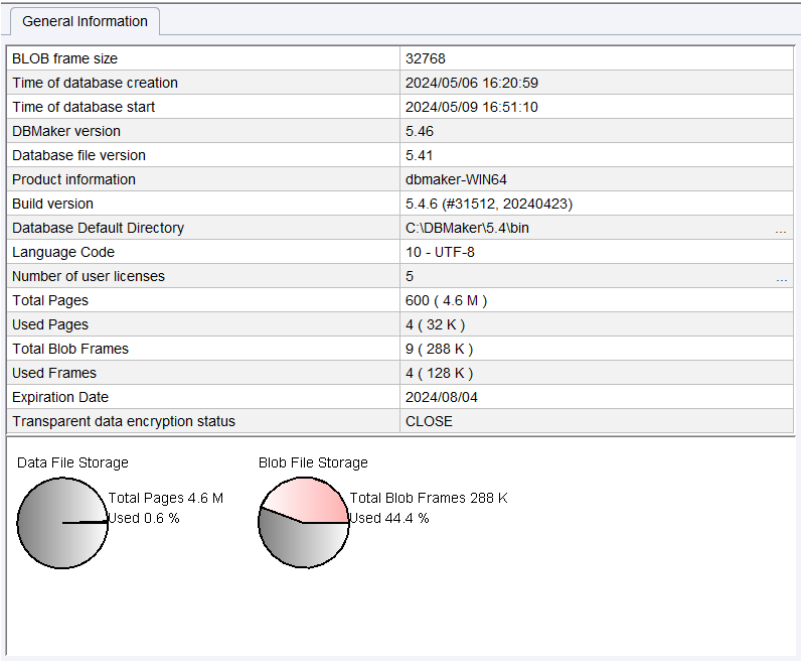 General Information
BLOB frame size 32768
Time of database creation 2024/05/06 16:20:59
Time of database start 2024/05/09 16:51:10
DBMaker version 5.46
Database file version 5.41
Product information dbmaker-WIN64
Build version 5.4.6 (#31512, 20240423)
Database Default Directory C:\DBMaker\5.4\bin ...
Language Code 10 - UTF-8
Number of user licenses 5 ...
Total Pages 600 ( 4.6 M )
Used Pages 4 ( 32 K )
Total Blob Frames 9 ( 288 K )
Used Frames 4 ( 128 K )
Expiration Date 2024/08/04
Transparent data encryption status CLOSE
Data File Storage
Total Pages 4.6 M
Used 0.6 %
Blob File Storage
Total Blob Frames 288 K
Used 44.4 %